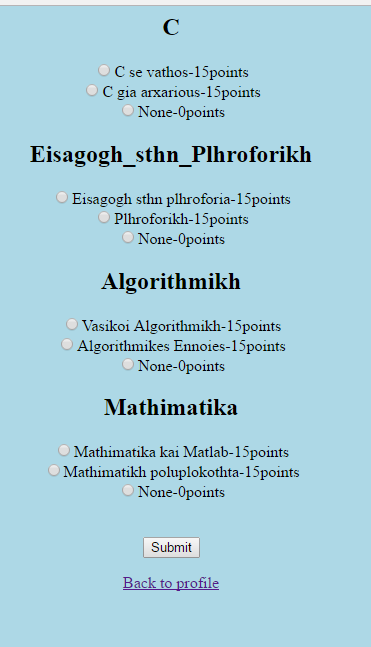 C
C se vathos-15points
C gia arxarious-15points
None-0points
Eisagogh_sthn_Plhroforikh
Eisagogh sthn plhroforia-15points
Plhroforikh-15points
None-0points
Algorithmikh
Vasikoi Algorithmikh-15points
Algorithmikes Ennoies-15points
None-0points
Mathimatika
Mathimatika kai Matlab-15points
Mathimatikh poluplokothta-15points
None-0points
Submit
Back to profile